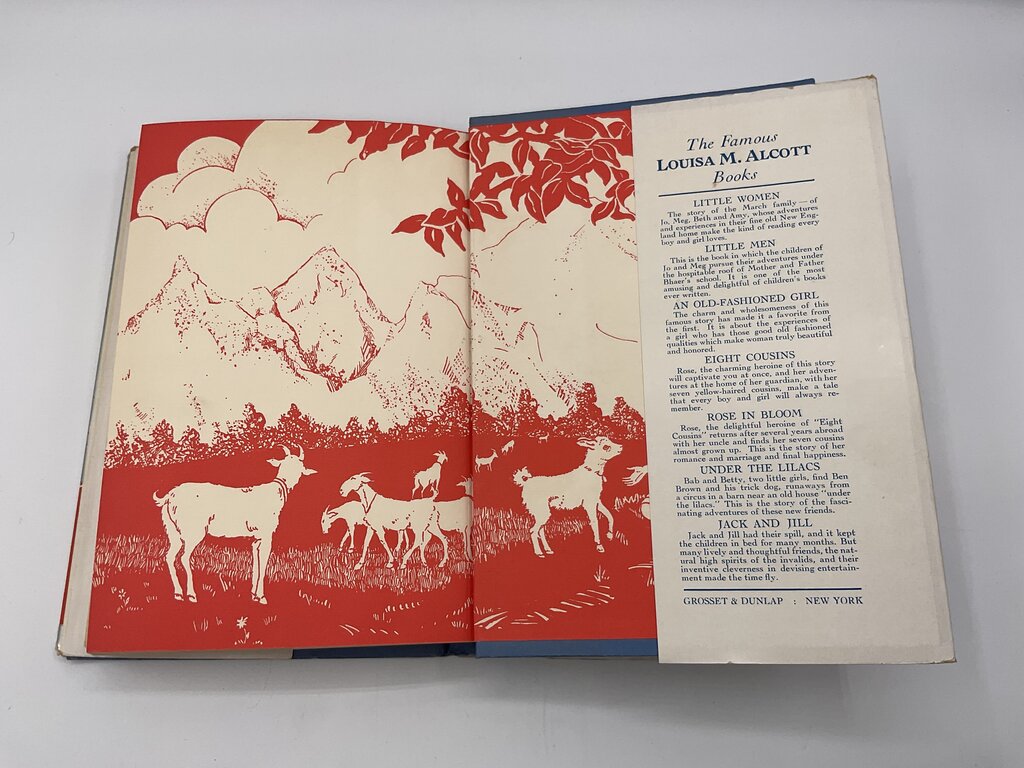 The Famous
LOUISA M. ALCOTT
Books
LITTLE WOMEN
The story of the March family — of
Jo, Meg, Beth and Amy, whose adventures
and experiences in their fine old New Eng-
land home make the kind of reading every
boy and girl loves.
LITTLE MEN
This is the book in which the children of
Jo and Meg pursue their adventures under
the hospitable roof of Mother and Father
Bhaer's school. It is one of the most
amusing and delightful of children's books
ever written.
AN OLD-FASHIONED GIRL
The charm and wholesomeness of this
famous story has made it a favorite from
the first. It is about the experiences of
a girl who has those good old fashioned
qualities which make woman truly beautiful
and honored.
EIGHT COUSINS
Rose, the charming heroine of this story
will captivate you at once, and her adven-
tures at the home of her guardian, with her
seven yellow-haired cousins, make a tale
that every boy and girl will always re-
member.
ROSE IN BLOOM
Rose, the delightful heroine of "Eight
Cousins" returns after several years abroad
with her uncle and finds her seven cousins
almost grown up. This is the story of her
romance and marriage and final happiness.
UNDER THE LILACS
Bab and Betty, two little girls, find Ben
Brown and his trick dog, runaways from
a circus in a barn near an old house "under
the lilacs." This is the story of the fasci-
nating adventures of these new friends.
JACK AND JILL
Jack and Jill had their spill, and it kept
the children in bed for many months. But
many lively and thoughtful friends, the nat-
ural high spirits of the invalids, and their
inventive cleverness in devising entertain-
ment made the time fly.
GROSSET & DUNLAP : NEW YORK